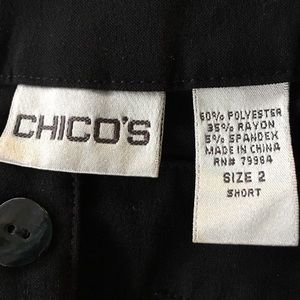 CHICO'S
60% POLYESTER
35% RAYON
5% SPANDEX
MADE IN CHINA
RN# 79984
SIZE 2
SHORT